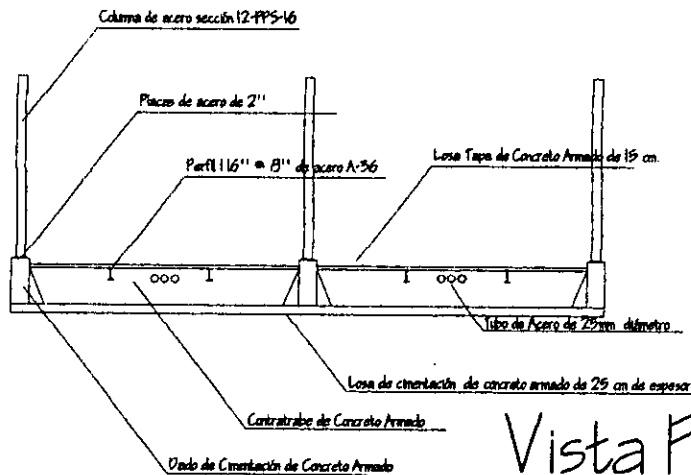 Columna de acero sección 12-PPS-16
Placas de acero de 2''
Perfil I 16'' * 8'' de acero A-36
Losa Tapa de Concreto Armado de 15 cm.
Tubo de Acero de 25mm diámetro
Losa de cimentación de concreto armado de 25 cm de espesor
Contratrabe de Concreto Armado
Dado de Cimentación de Concreto Armado
Vista F